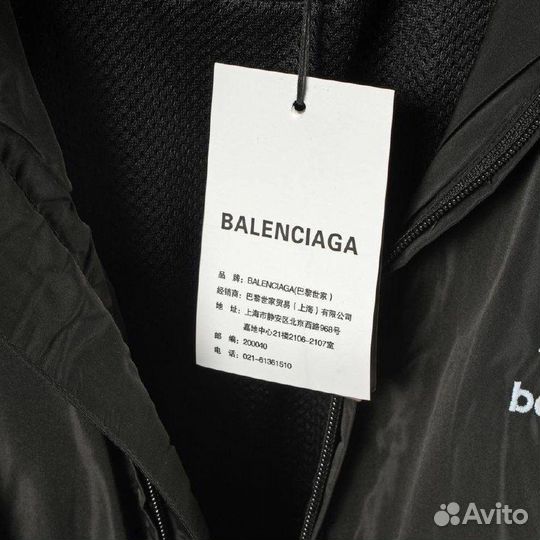 BALENCIAGA
品 牌：BALENCIAGA(巴黎世家)
经销商：巴黎世家贸易（上海）有限公司
地 址：上海市静安区北京西路968号
嘉地中心21楼2106-2107室
邮 编：200040
电 话：021-61361510
Avito